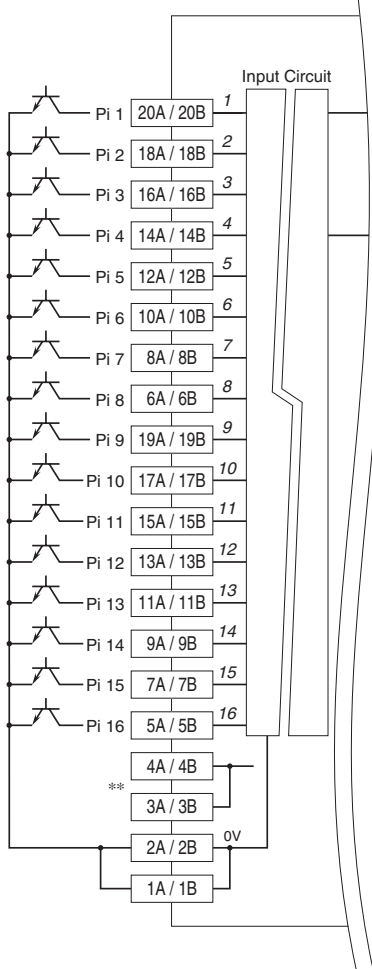 Input Circuit
Pi 1 20A / 20B 1
Pi 2 18A / 18B 2
Pi 3 16A / 16B 3
Pi 4 14A / 14B 4
Pi 5 12A / 12B 5
Pi 6 10A / 10B 6
Pi 7 8A / 8B 7
Pi 8 6A / 6B 8
Pi 9 19A / 19B 9
Pi 10 17A / 17B 10
Pi 11 15A / 15B 11
Pi 12 13A / 13B 12
Pi 13 11A / 11B 13
Pi 14 9A / 9B 14
Pi 15 7A / 7B 15
Pi 16 5A / 5B 16
4A / 4B
**
3A / 3B
2A / 2B 0V
1A / 1B